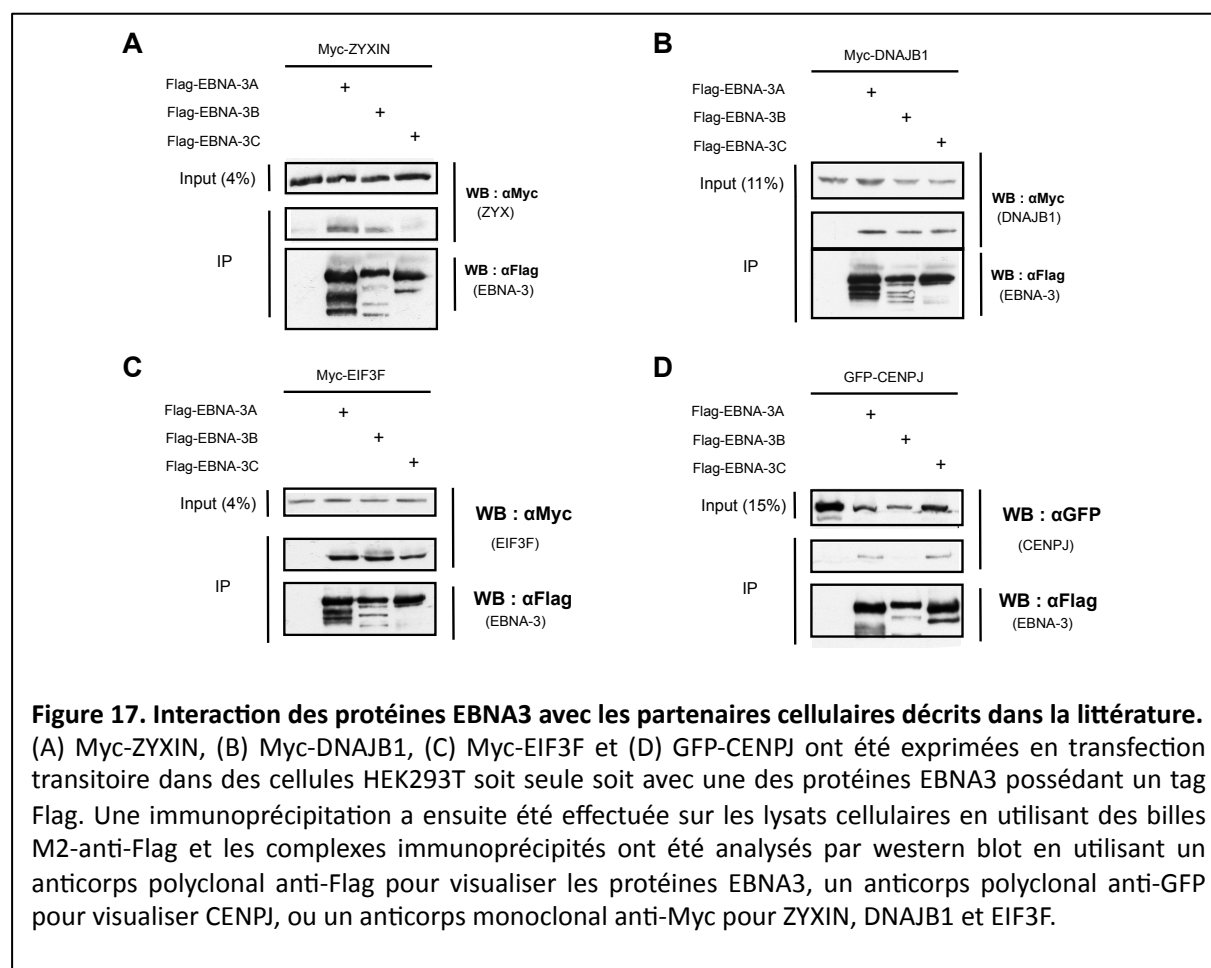 A
Myc-ZYXIN
Flag-EBNA-3A +
Flag-EBNA-3B +
Flag-EBNA-3C +
Input (4%)
WB : αMyc
(ZYX)
IP
WB : αFlag
(EBNA-3)
B
Myc-DNAJB1
Flag-EBNA-3A +
Flag-EBNA-3B +
Flag-EBNA-3C +
Input (11%)
WB : αMyc
(DNAJB1)
IP
WB : αFlag
(EBNA-3)
C
Myc-EIF3F
Flag-EBNA-3A +
Flag-EBNA-3B +
Flag-EBNA-3C +
Input (4%)
WB : αMyc
(EIF3F)
IP
WB : αFlag
(EBNA-3)
D
GFP-CENPJ
Flag-EBNA-3A +
Flag-EBNA-3B +
Flag-EBNA-3C +
Input (15%)
WB : αGFP
(CENPJ)
IP
WB : αFlag
(EBNA-3)
Figure 17. Interaction des protéines EBNA3 avec les partenaires cellulaires décrits dans la littérature.
(A) Myc-ZYXIN, (B) Myc-DNAJB1, (C) Myc-EIF3F et (D) GFP-CENPJ ont été exprimées en transfection
transitoire dans des cellules HEK293T soit seule soit avec une des protéines EBNA3 possédant un tag
Flag. Une immunoprécipitation a ensuite été effectuée sur les lysats cellulaires en utilisant des billes
M2-anti-Flag et les complexes immunoprécipités ont été analysés par western blot en utilisant un
anticorps polyclonal anti-Flag pour visualiser les protéines EBNA3, un anticorps polyclonal anti-GFP
pour visualiser CENPJ, ou un anticorps monoclonal anti-Myc pour ZYXIN, DNAJB1 et EIF3F.